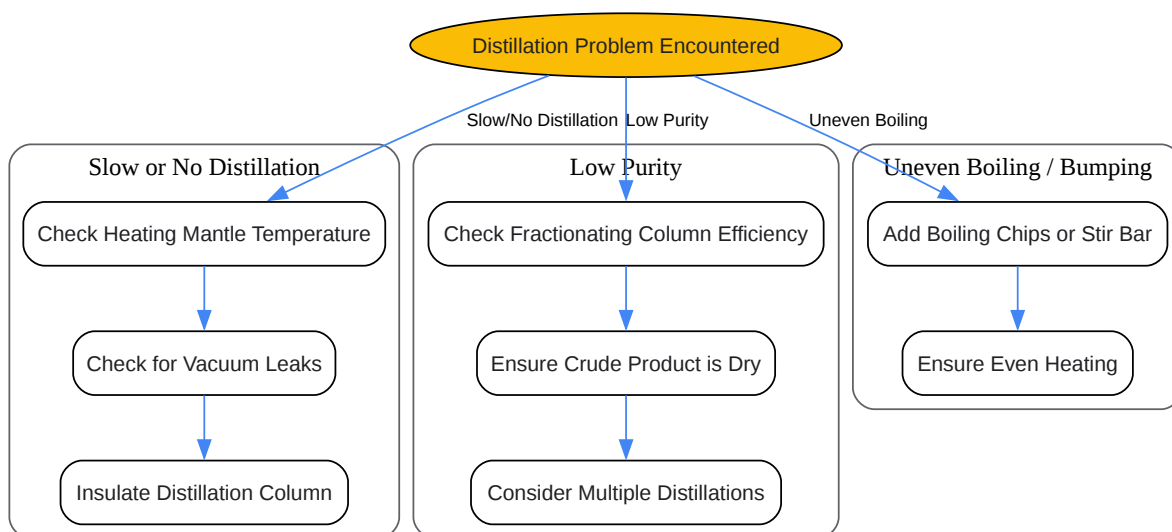 Distillation Problem Encountered
Slow/No Distillation
Low Purity
Uneven Boiling
Slow or No Distillation
Low Purity
Uneven Boiling / Bumping
Check Heating Mantle Temperature
Check Fractionating Column Efficiency
Add Boiling Chips or Stir Bar
Check for Vacuum Leaks
Ensure Crude Product is Dry
Ensure Even Heating
Insulate Distillation Column
Consider Multiple Distillations